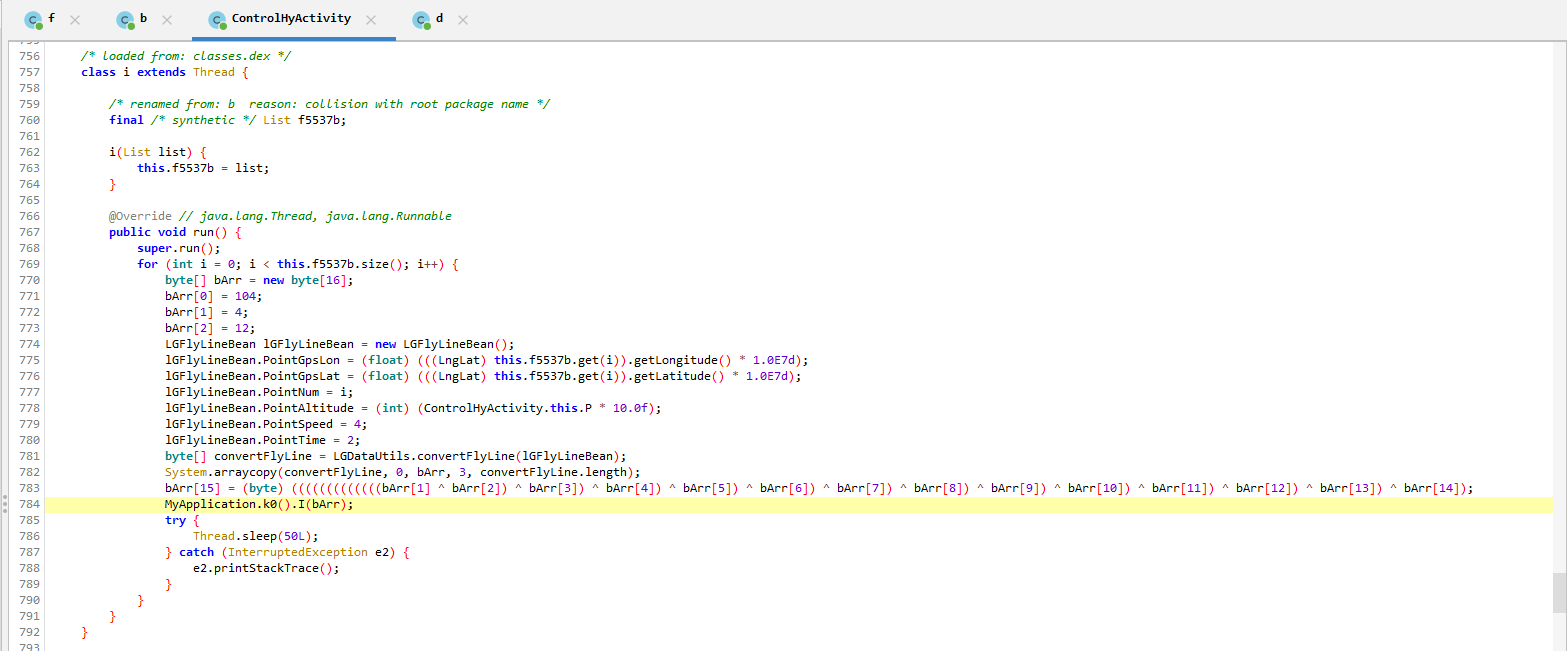 f b ControlHyActivity d
756 /* loaded from: classes.dex */
757 class i extends Thread {
758
759 /* renamed from: b  reason: collision with root package name */
760 final /* synthetic */ List f5537b;
761
762 i(List list) {
763 this.f5537b = list;
764 }
765
766 @Override // java.lang.Thread, java.lang.Runnable
767 public void run() {
768 super.run();
769 for (int i = 0; i < this.f5537b.size(); i++) {
770 byte[] bArr = new byte[16];
771 bArr[0] = 104;
772 bArr[1] = 4;
773 bArr[2] = 12;
774 LGFlyLineBean lGFlyLineBean = new LGFlyLineBean();
775 lGFlyLineBean.PointGpsLon = (float) (((LngLat) this.f5537b.get(i)).getLongitude() * 1.0E7d);
776 lGFlyLineBean.PointGpsLat = (float) (((LngLat) this.f5537b.get(i)).getLatitude() * 1.0E7d);
777 lGFlyLineBean.PointNum = i;
778 lGFlyLineBean.PointAltitude = (int) (ControlHyActivity.this.P * 10.0f);
779 lGFlyLineBean.PointSpeed = 4;
780 lGFlyLineBean.PointTime = 2;
781 byte[] convertFlyLine = LGDataUtils.convertFlyLine(lGFlyLineBean);
782 System.arraycopy(convertFlyLine, 0, bArr, 3, convertFlyLine.length);
783 bArr[15] = (byte) (((((((((((((bArr[1] ^ bArr[2]) ^ bArr[3]) ^ bArr[4]) ^ bArr[5]) ^ bArr[6]) ^ bArr[7]) ^ bArr[8]) ^ bArr[9]) ^ bArr[10]) ^ bArr[11]) ^ bArr[12]) ^ bArr[13]) ^ bArr[14]);
784 MyApplication.k0().I(bArr);
785 try {
786 Thread.sleep(50L);
787 } catch (InterruptedException e2) {
788 e2.printStackTrace();
789 }
790 }
791 }
792 }
793